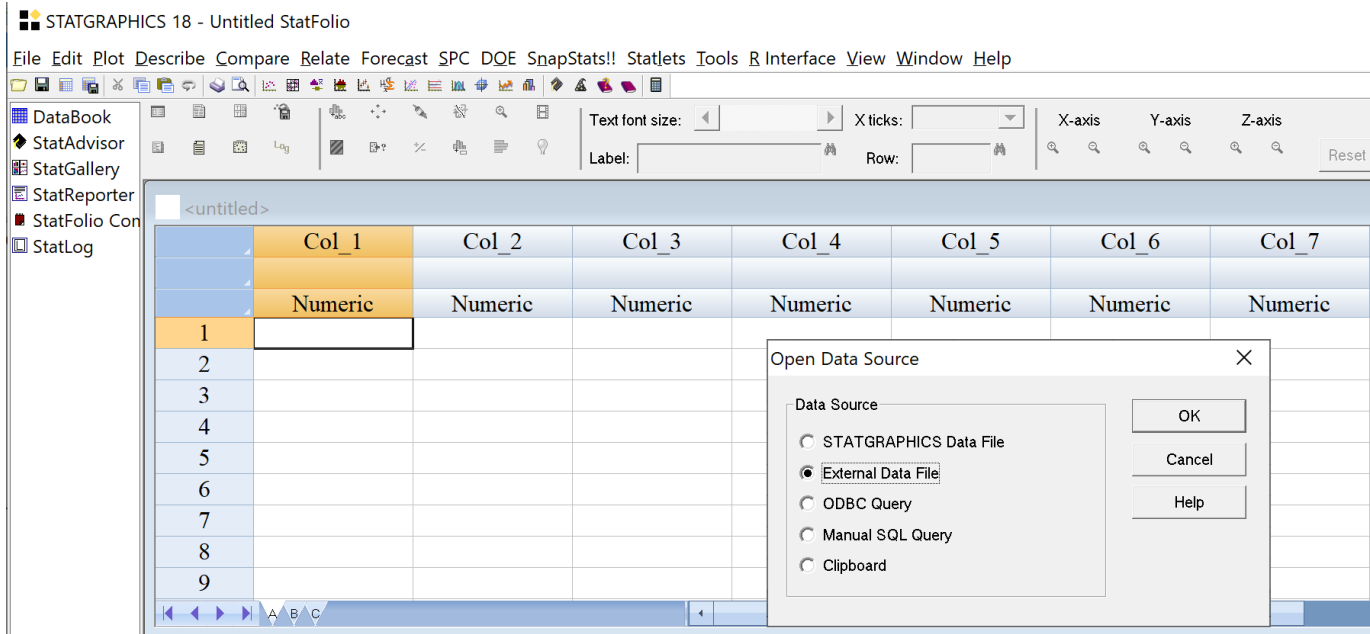 STATGRAPHICS 18 - Untitled StatFolio
File Edit Plot Describe Compare Relate Forecast SPC DOE SnapStats!! Statlets Tools R Interface View Window Help
DataBook
StatAdvisor
StatGallery
StatReporter
StatFolio Con
StatLog
Text font size: X ticks: X-axis Y-axis Z-axis
Log
Label: Row: Reset
<untitled>
Col_1 Col_2 Col_3 Col_4 Col_5 Col_6 Col_7
Numeric Numeric Numeric Numeric Numeric Numeric Numeric
1
2
3
4
5
6
7
8
9
A B C
Open Data Source
Data Source
STATGRAPHICS Data File
External Data File
ODBC Query
Manual SQL Query
Clipboard
OK
Cancel
Help